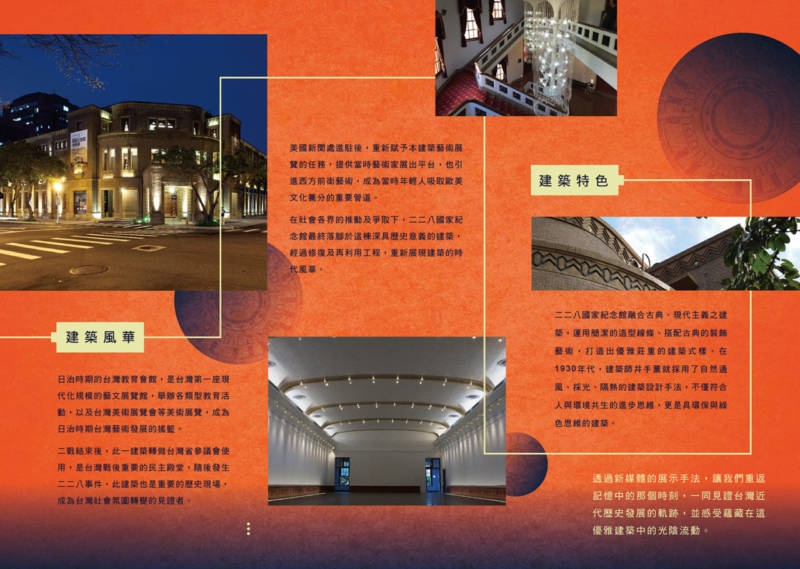 建築風華
日治時期的台灣教育會館，是台灣第一座現
代化規模的藝文展覽館，舉辦各類型教育活
動，以及台灣美術展覽會等美術展覽，成為
日治時期台灣藝術發展的搖籃。
二戰結束後，此一建築轉做台灣省參議會使
用，是台灣戰後重要的民主殿堂，隨後發生
二二八事件，此建築也是重要的歷史現場，
成為台灣社會氛圍轉變的見證者。
美國新聞處進駐後，重新賦予本建築藝術展
覽的任務，提供當時藝術家展出平台，也引
進西方前衛藝術，成為當時年輕人吸取歐美
文化養分的重要管道。
在社會各界的推動及爭取下，二二八國家紀
念館最終落腳於這棟深具歷史意義的建築，
經過修復及再利用工程，重新展現建築的時
代風華。
建築特色
二二八國家紀念館融合古典、現代主義之建
築，運用簡潔的造型線條、搭配古典的裝飾
藝術，打造出優雅莊重的建築式樣。在
1930年代，建築師井手薰就採用了自然通
風、採光、隔熱的建築設計手法，不僅符合
人與環境共生的進步思維，更是具環保與綠
色思維的建築。
透過新媒體的展示手法，讓我們重返
記憶中的那個時刻，一同見證台灣近
代歷史發展的軌跡，並感受蘊藏在這
優雅建築中的光陰流動。